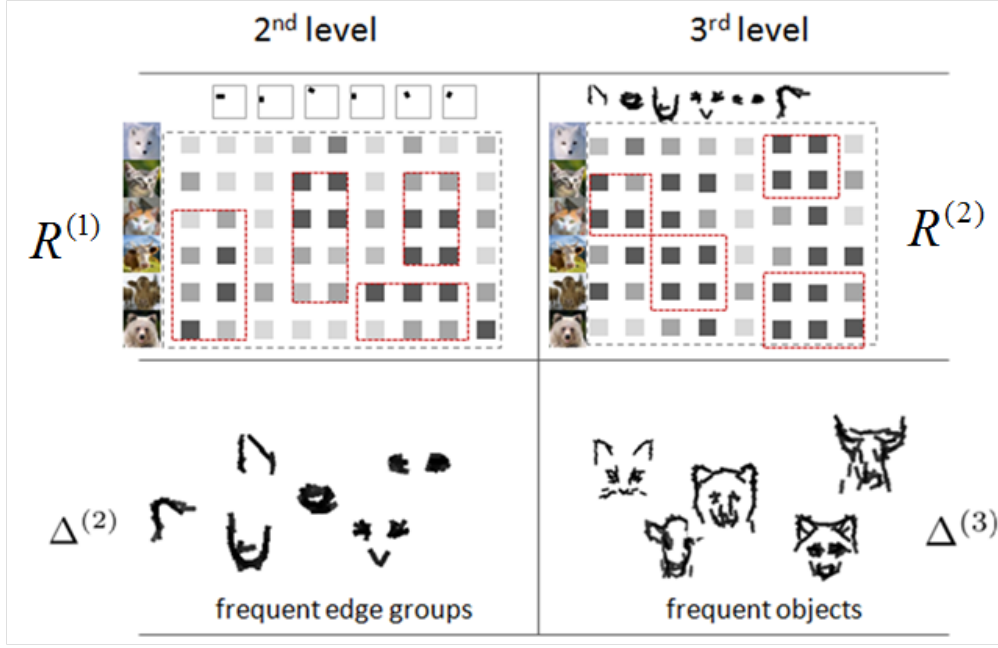 2nd level
3rd level
R(1)
R(2)
Δ(2)
Δ(3)
frequent edge groups
frequent objects